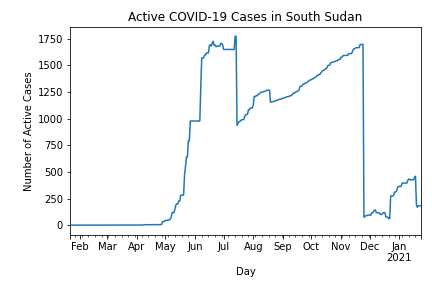 Active COVID-19 Cases in South Sudan
Number of Active Cases
1750
1500
1250
1000
750
500
250
0
Feb Mar Apr May Jun Jul Aug Sep Oct Nov Dec Jan
2021
Day